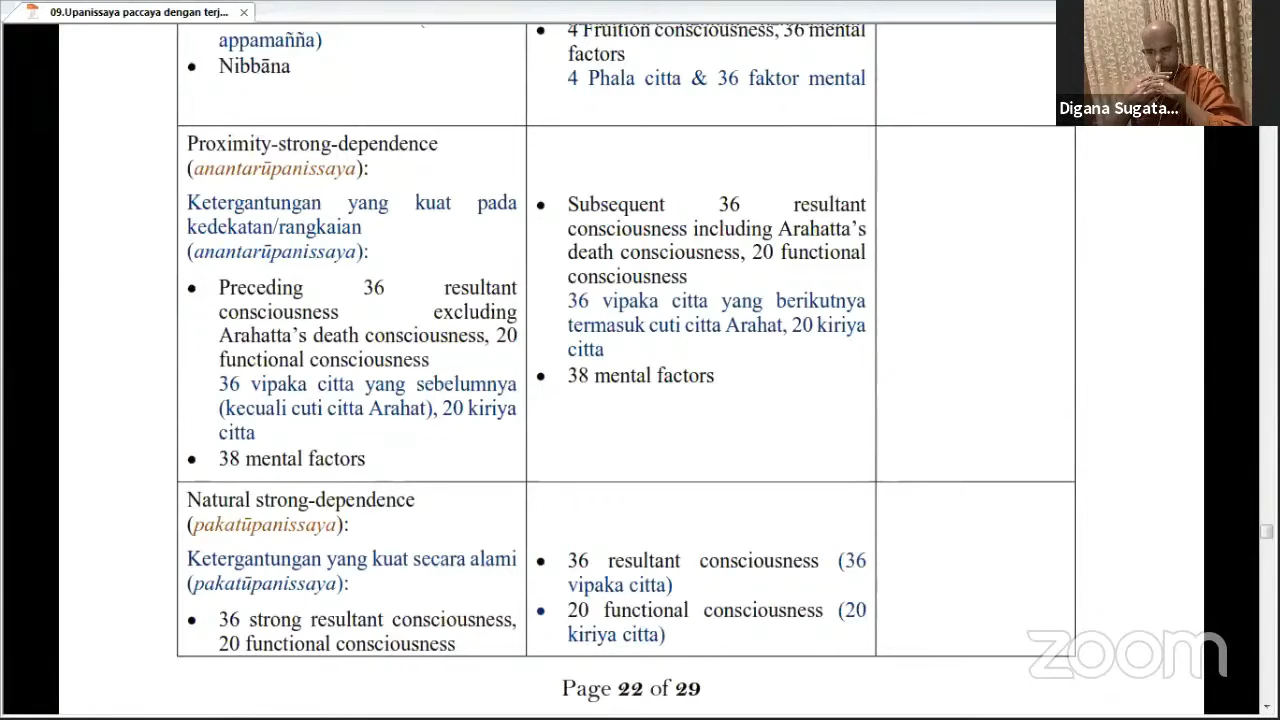 09.Upanissaya paccaya dengan terj...
appamañña)
Nibbāna
4 Fruition consciousness, 36 mental
factors
4 Phala citta & 36 faktor mental
Digana Sugata...
Proximity-strong-dependence
(anantarūpanissaya):
Ketergantungan yang kuat pada
kedekatan/rangkaian
(anantarūpanissaya):
Preceding 36 resultant
consciousness excluding
Arahatta's death consciousness, 20
functional consciousness
36 vipaka citta yang sebelumnya
(kecuali cuti citta Arahat), 20 kiriya
citta
38 mental factors
Subsequent 36 resultant
consciousness including Arahatta's
death consciousness, 20 functional
consciousness
36 vipaka citta yang berikutnya
termasuk cuti citta Arahat, 20 kiriya
citta
38 mental factors
Natural strong-dependence
(pakatūpanissaya):
Ketergantungan yang kuat secara alami
(pakatūpanissaya):
36 strong resultant consciousness,
20 functional consciousness
36 resultant consciousness (36
vipaka citta)
20 functional consciousness (20
kiriya citta)
zoom
Page 22 of 29